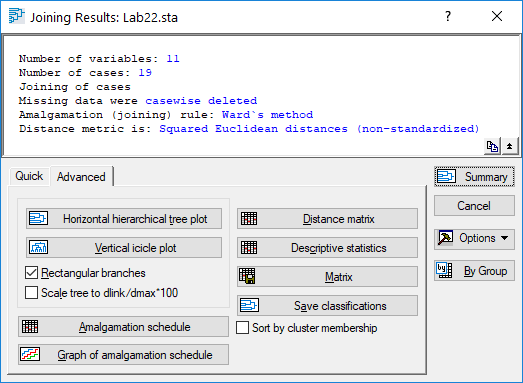 Joining Results: Lab22.sta
?
Number of variables: 11
Number of cases: 19
Joining of cases
Missing data were casewise deleted
Amalgamation (joining) rule: Ward`s method
Distance metric is: Squared Euclidean distances (non-standardized)
Quick
Advanced
Summary
Cancel
Options
By Group
Horizontal hierarchical tree plot
Distance matrix
Vertical icicle plot
Descriptive statistics
Rectangular branches
Matrix
Scale tree to dlink/dmax*100
Save classifications
Amalgamation schedule
Sort by cluster membership
Graph of amalgamation schedule